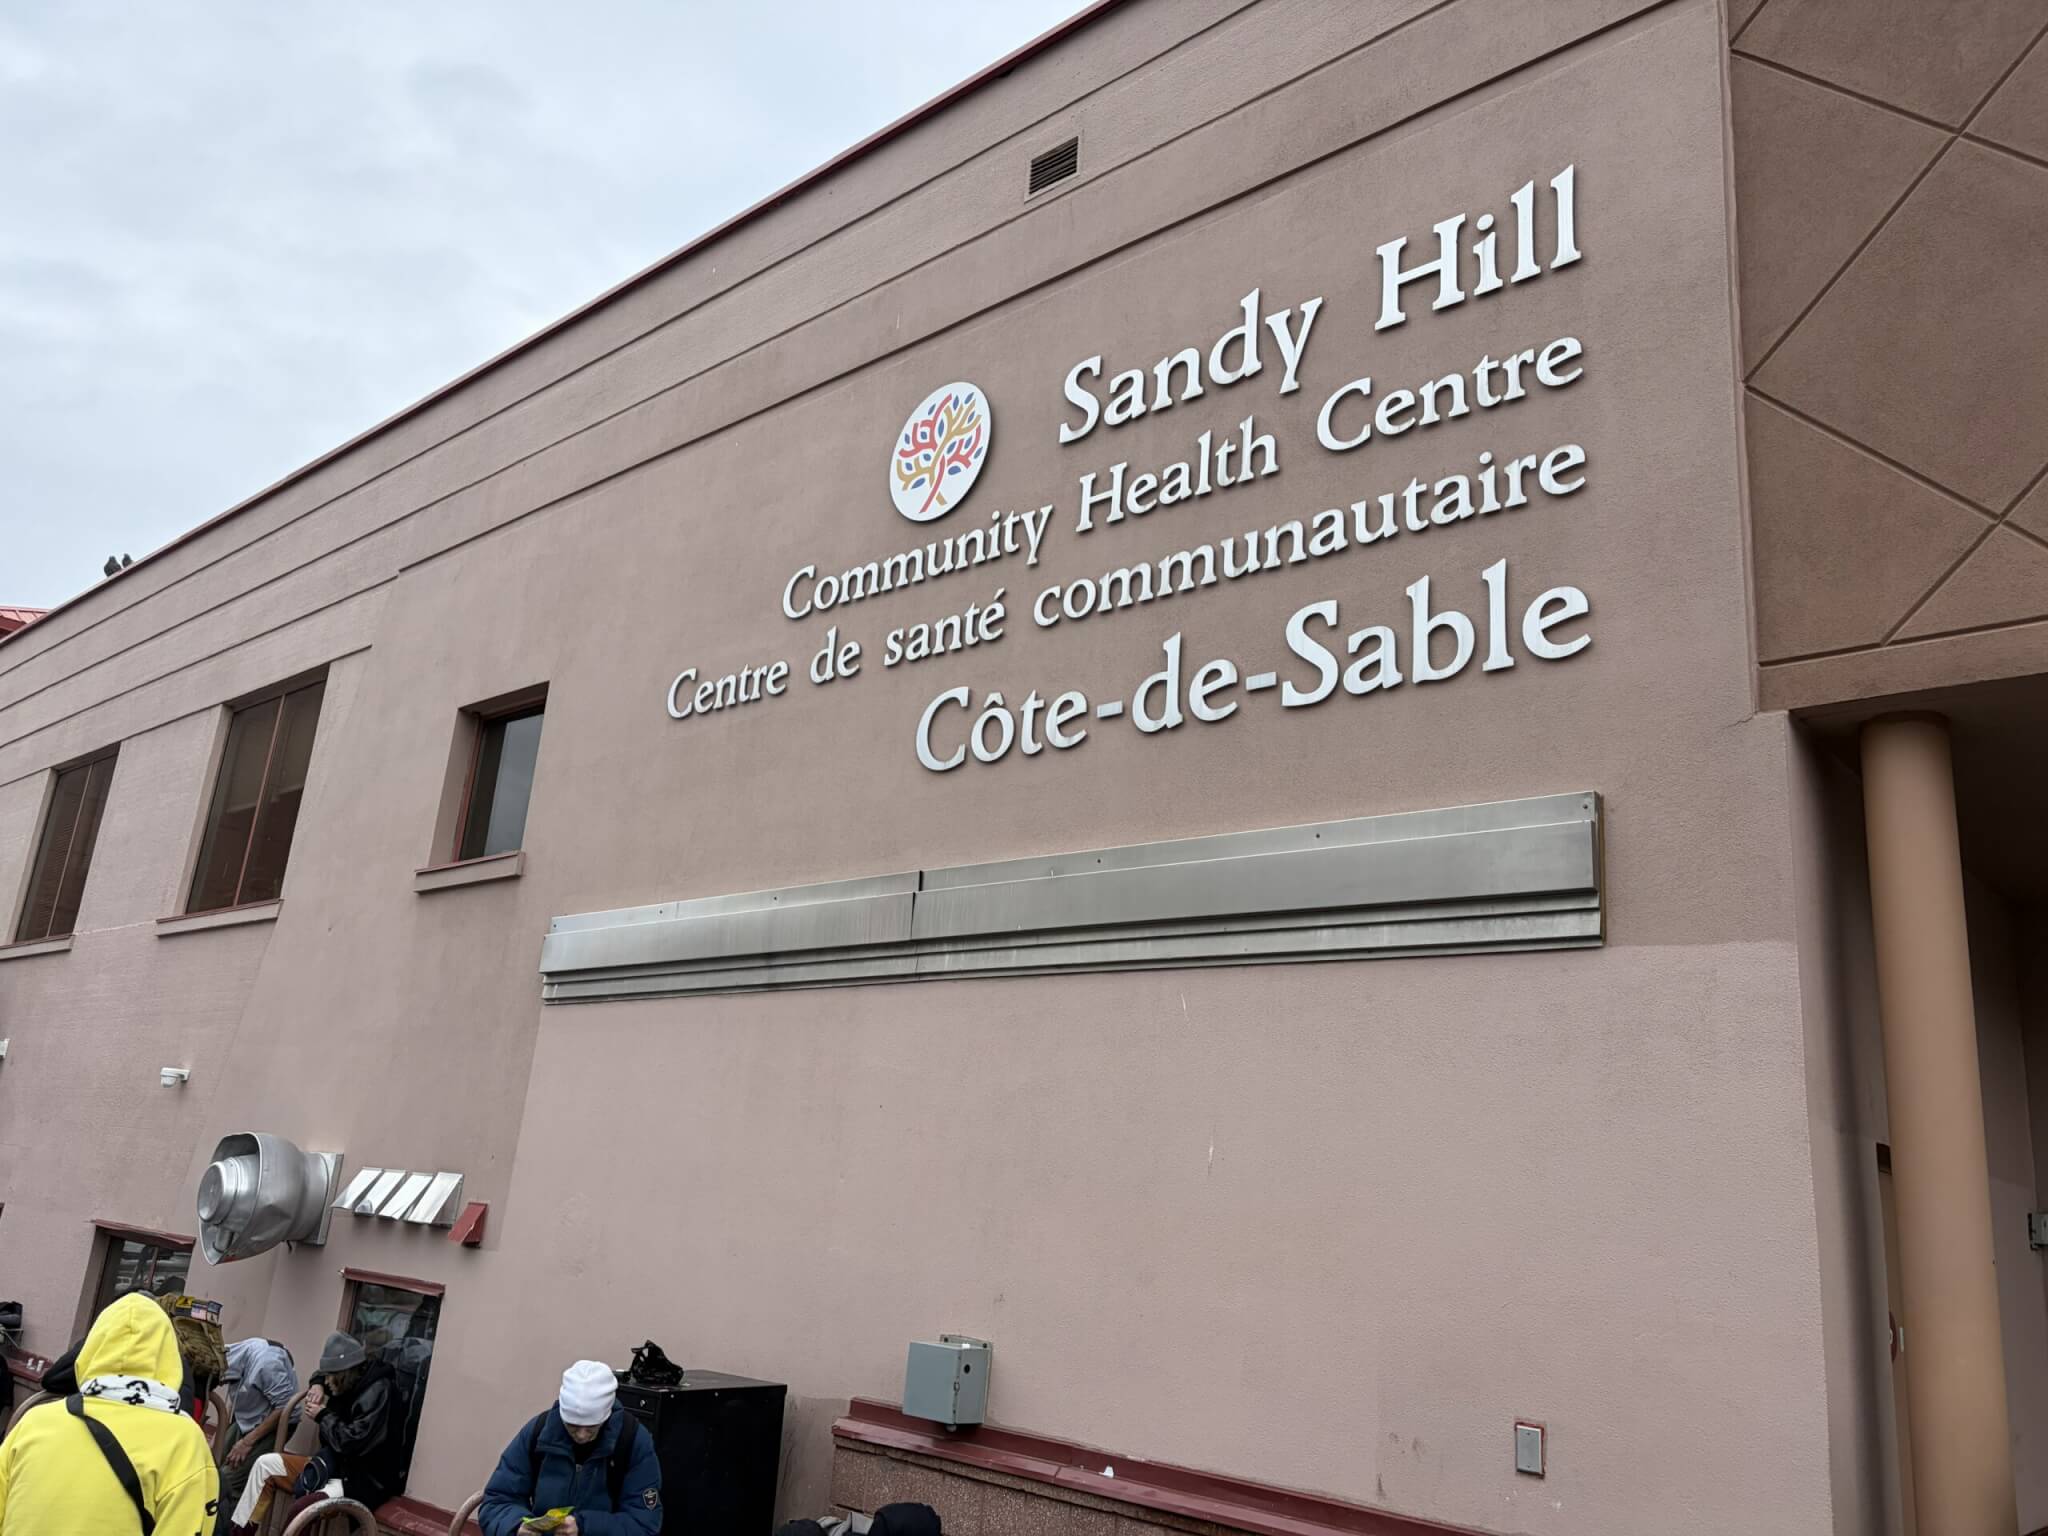 Sandy Hill
Community Health Centre
Centre de santé communautaire
Côte-de-Sable